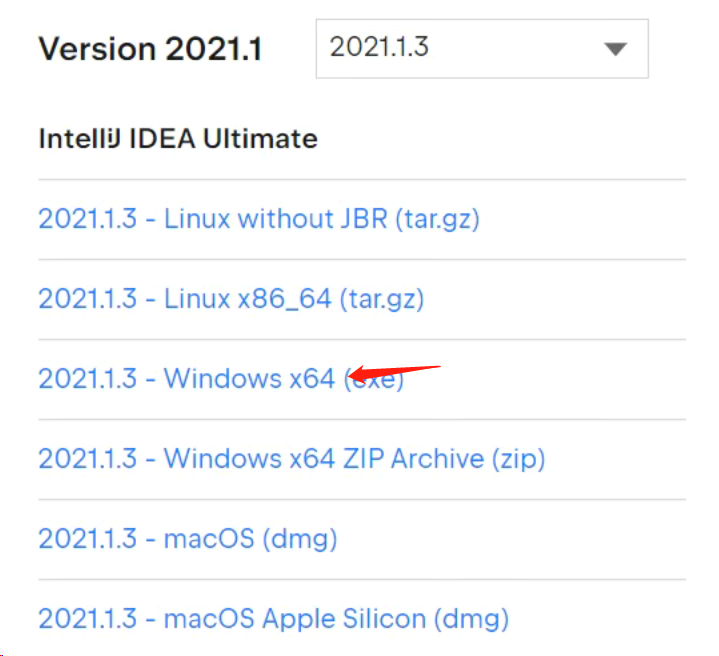 Version 2021.1
2021.1.3
IntelliJ IDEA Ultimate
2021.1.3 - Linux without JBR (tar.gz)
2021.1.3 - Linux x86_64 (tar.gz)
2021.1.3 - Windows x64 (exe)
2021.1.3 - Windows x64 ZIP Archive (zip)
2021.1.3 - macOS (dmg)
2021.1.3 - macOS Apple Silicon (dmg)